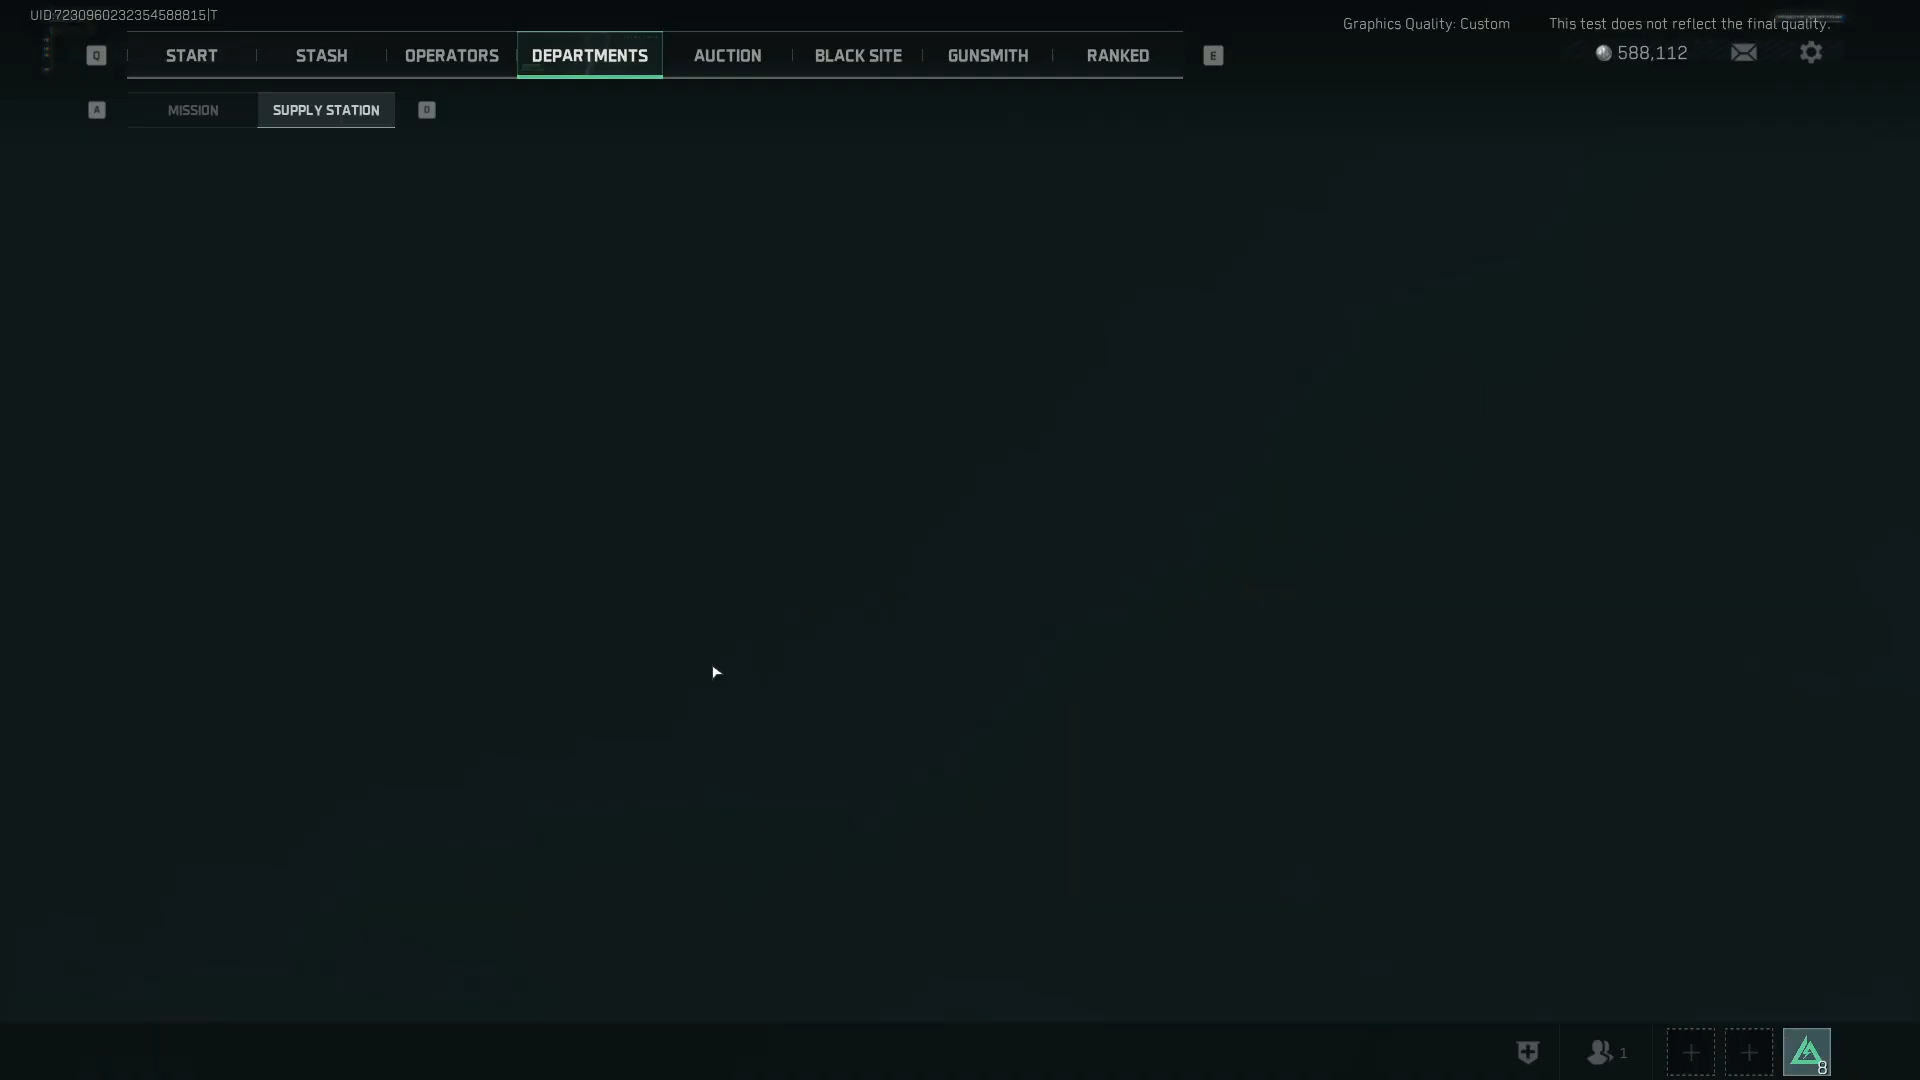 UID:7230960232354588815|T
Graphics Quality: Custom
This test does not reflect the final quality.
Q
START
STASH
OPERATORS
DEPARTMENTS
AUCTION
BLACK SITE
GUNSMITH
RANKED
E
588,112
A
MISSION
SUPPLY STATION
D
1
8